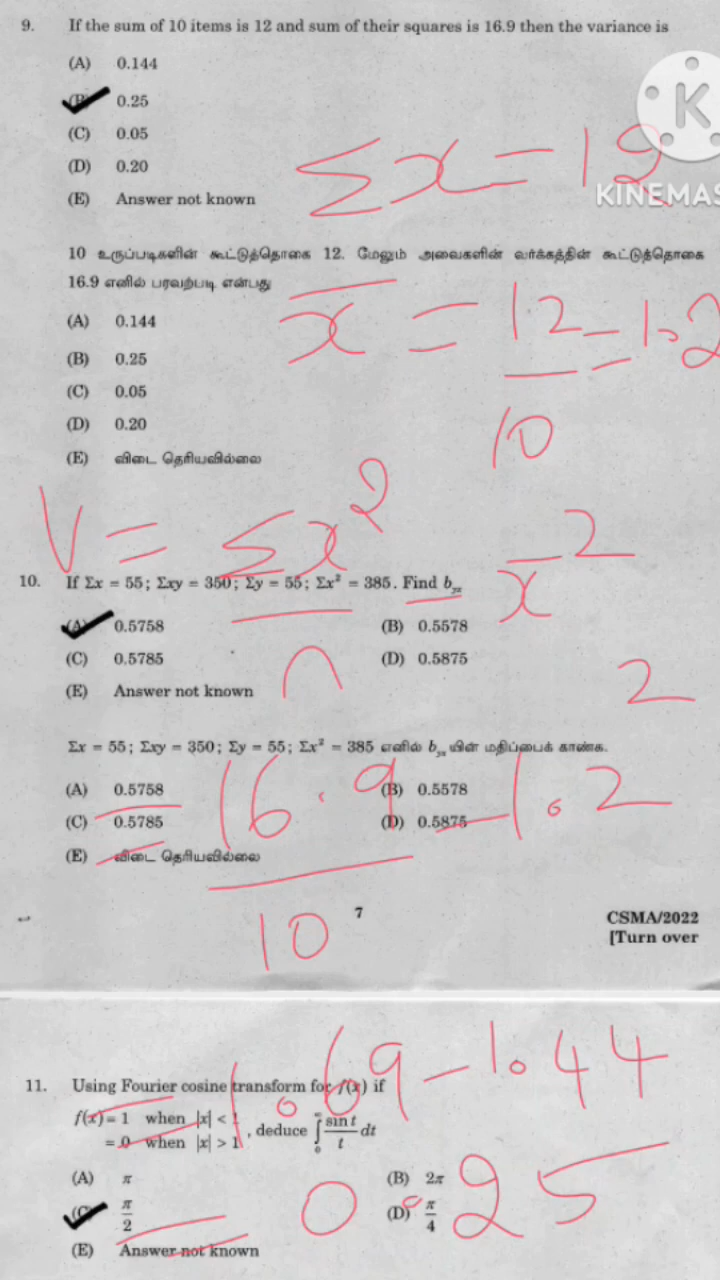 9. If the sum of 10 items is 12 and sum of their squares is 16.9 then the variance is
(A) 0.144
(B) 0.25
(C) 0.05
(D) 0.20
(E) Answer not known
K
KINEMAS
Σx = 12
10 உருப்படிகளின் கூட்டுத்தொகை 12. மேலும் அவைகளின் வர்க்கத்தின் கூட்டுத்தொகை
16.9 எனில் பரவற்படி என்பது
(A) 0.144
(B) 0.25
(C) 0.05
(D) 0.20
(E) விடை தெரியவில்லை
x̄ = 12/10 = 1.2
V = Σx²/n - x̄²
10. If Σx = 55; Σxy = 350; Σy = 55; Σx² = 385. Find b_yx
(A) 0.5758 (B) 0.5578
(C) 0.5785 (D) 0.5875
(E) Answer not known
Σx = 55; Σxy = 350; Σy = 55; Σx² = 385 எனில் b_yx யின் மதிப்பைக் காண்க.
(A) 0.5758 (B) 0.5578
(C) 0.5785 (D) 0.5875
(E) விடை தெரியவில்லை
= 16.9/10 - 1.2²
7
CSMA/2022
[Turn over
= 1.69 - 1.44
11. Using Fourier cosine transform for f(x) if
f(x) = 1 when |x| < 1
= 0 when |x| > 1, deduce ∫₀^∞ sin t/t dt
(A) π (B) 2π
(C) π/2 (D) π/4
(E) Answer not known
= 0.25